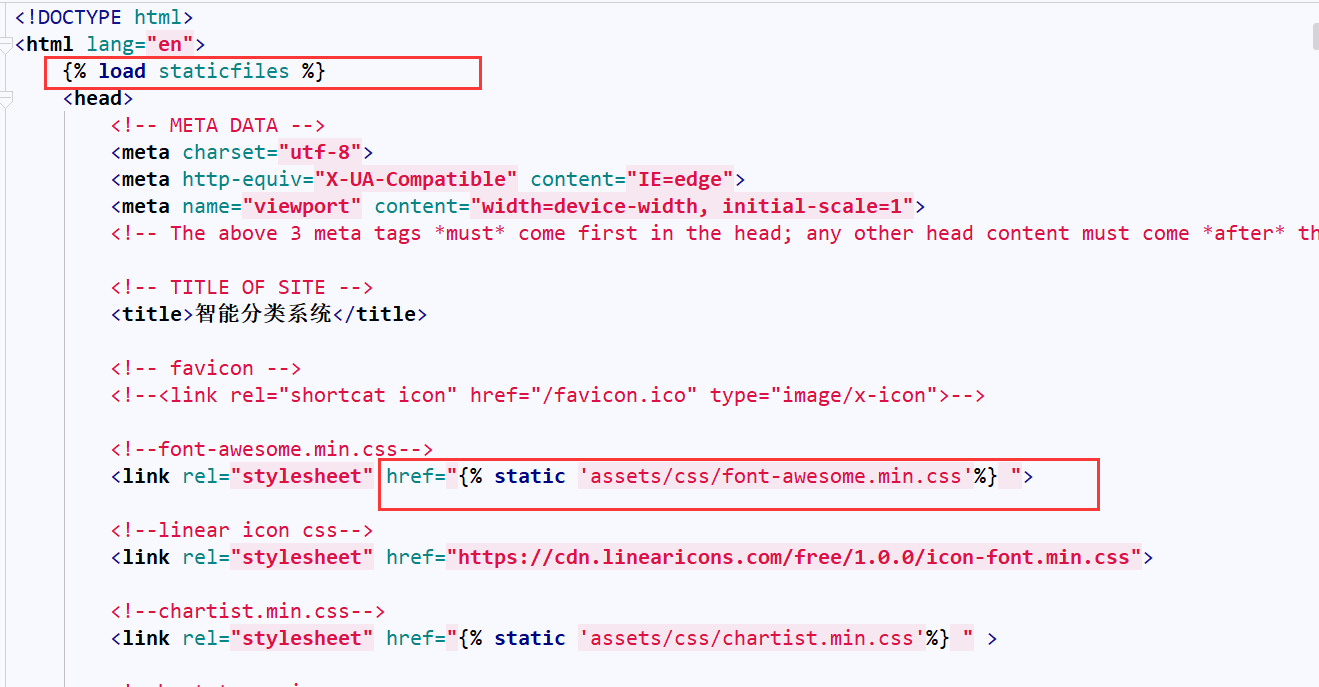 <!DOCTYPE html>
<html lang="en">
{% load staticfiles %}
<head>
<!-- META DATA -->
<meta charset="utf-8">
<meta http-equiv="X-UA-Compatible" content="IE=edge">
<meta name="viewport" content="width=device-width, initial-scale=1">
<!-- The above 3 meta tags *must* come first in the head; any other head content must come *after* th
<!-- TITLE OF SITE -->
<title>智能分类系统</title>
<!-- favicon -->
<!--<link rel="shortcat icon" href="/favicon.ico" type="image/x-icon">-->
<!--font-awesome.min.css-->
<link rel="stylesheet" href="{% static 'assets/css/font-awesome.min.css'%} ">
<!--linear icon css-->
<link rel="stylesheet" href="https://cdn.linearicons.com/free/1.0.0/icon-font.min.css">
<!--chartist.min.css-->
<link rel="stylesheet" href="{% static 'assets/css/chartist.min.css'%} " >